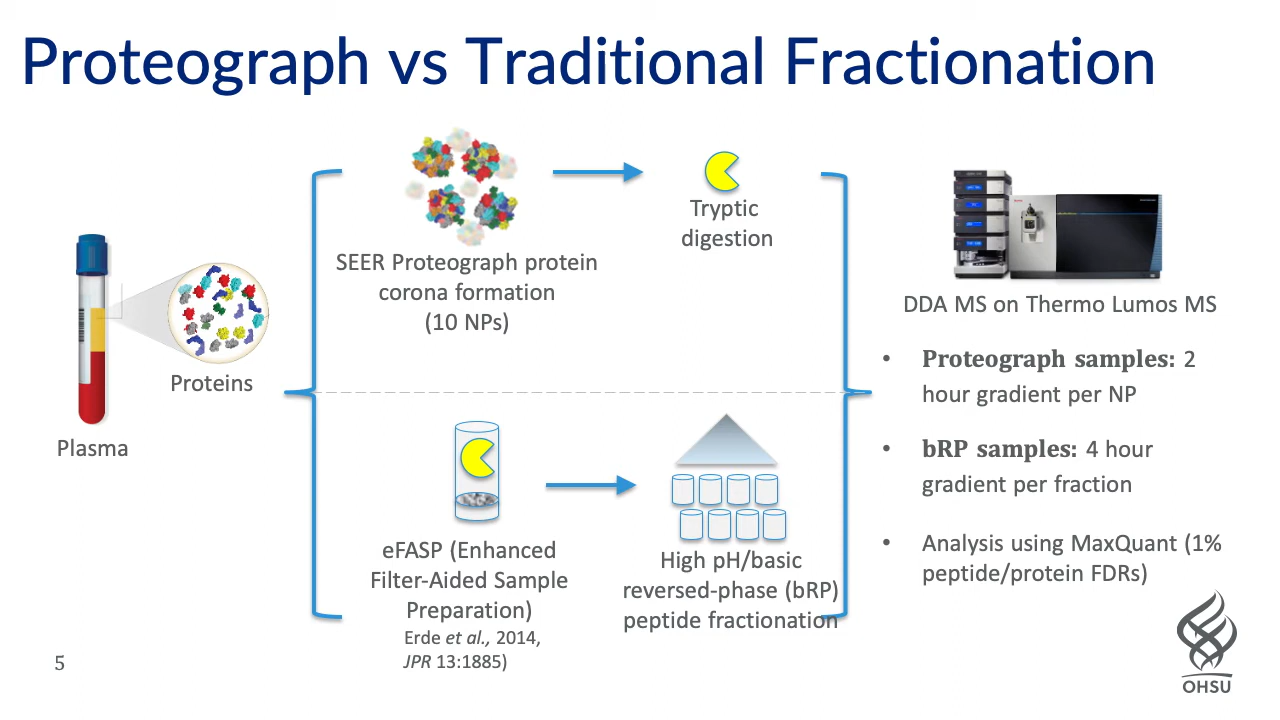 Proteograph vs Traditional Fractionation
SEER Proteograph protein
corona formation
(10 NPs)
Tryptic
digestion
Proteins
Plasma
eFASP (Enhanced
Filter-Aided Sample
Preparation)
Erde et al., 2014,
JPR 13:1885)
High pH/basic
reversed-phase (bRP)
peptide fractionation
DDA MS on Thermo Lumos MS
• Proteograph samples: 2
hour gradient per NP
• bRP samples: 4 hour
gradient per fraction
• Analysis using MaxQuant (1%
peptide/protein FDRs)
5
OHSU